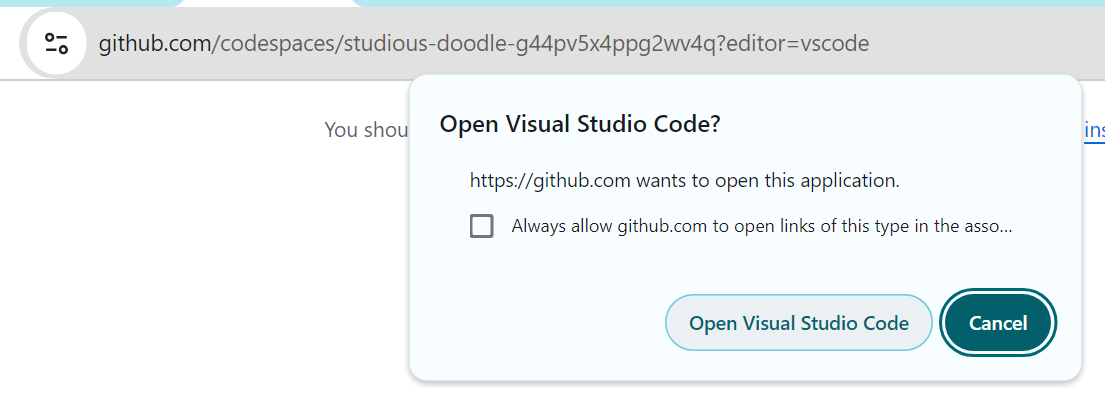 github.com/codespaces/studious-doodle-g44pv5x4ppg2wv4q?editor=vscode
You shou
ins
Open Visual Studio Code?
https://github.com wants to open this application.
Always allow github.com to open links of this type in the asso...
Open Visual Studio Code
Cancel